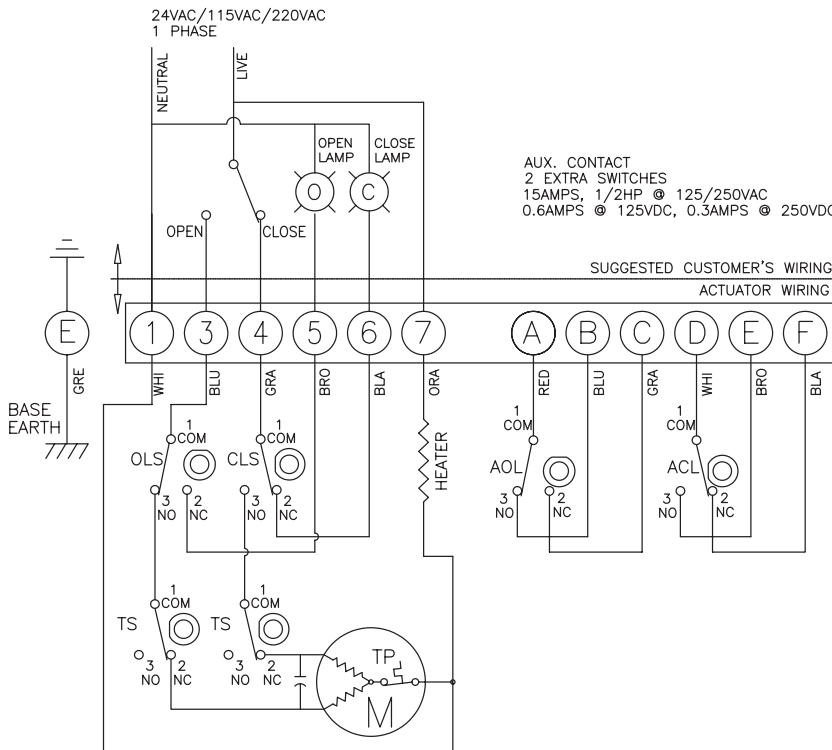 24VAC/115VAC/220VAC
1 PHASE
NEUTRAL
LIVE
OPEN
LAMP
CLOSE
LAMP
O
C
AUX. CONTACT
2 EXTRA SWITCHES
15AMPS, 1/2HP @ 125/250VAC
0.6AMPS @ 125VDC, 0.3AMPS @ 250VDC
OPEN
CLOSE
SUGGESTED CUSTOMER'S WIRING
ACTUATOR WIRING
E
1
3
4
5
6
7
A
B
C
D
E
F
GRE
WHI
BLU
GRA
BRO
BLA
ORA
RED
BLU
GRA
WHI
BRO
BLA
BASE
EARTH
1
COM
OLS
3
NO
2
NC
1
COM
CLS
3
NO
2
NC
HEATER
1
COM
AOL
3
NO
2
NC
1
COM
ACL
3
NO
2
NC
1
COM
TS
3
NO
2
NC
1
COM
TS
3
NO
2
NC
TP
M